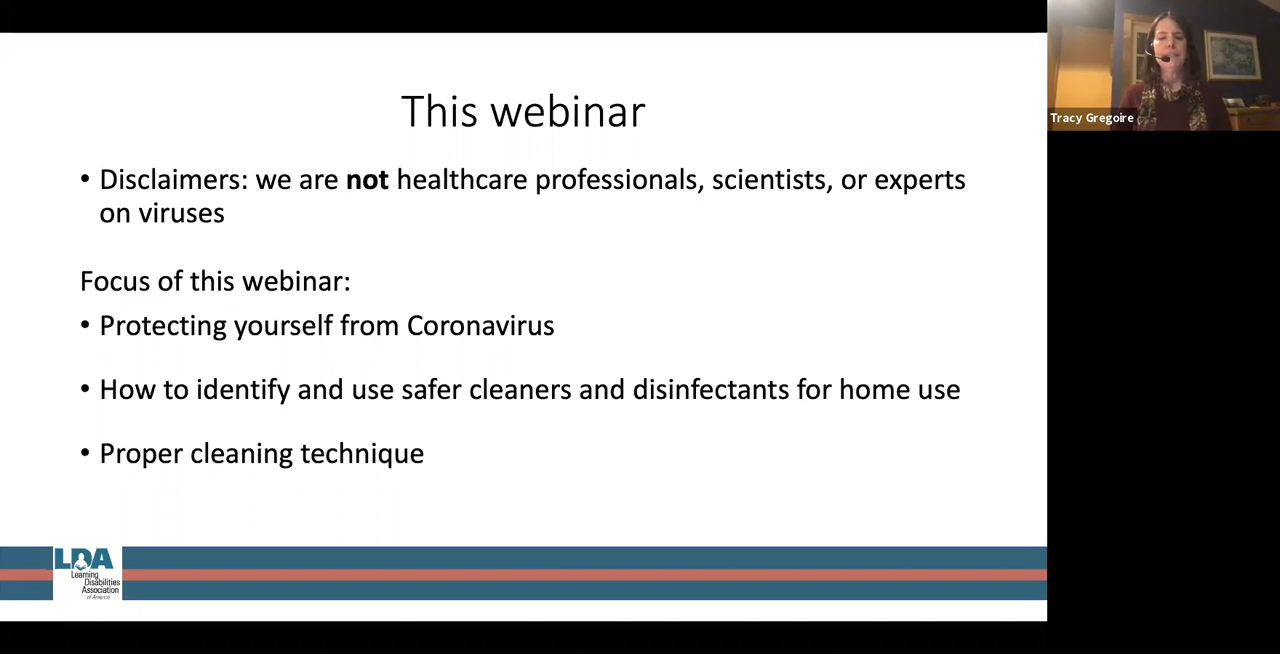 This webinar
Tracy Gregoire
• Disclaimers: we are not healthcare professionals, scientists, or experts
on viruses
Focus of this webinar:
• Protecting yourself from Coronavirus
• How to identify and use safer cleaners and disinfectants for home use
• Proper cleaning technique
LDA
Learning
Disabilities
Association
of America